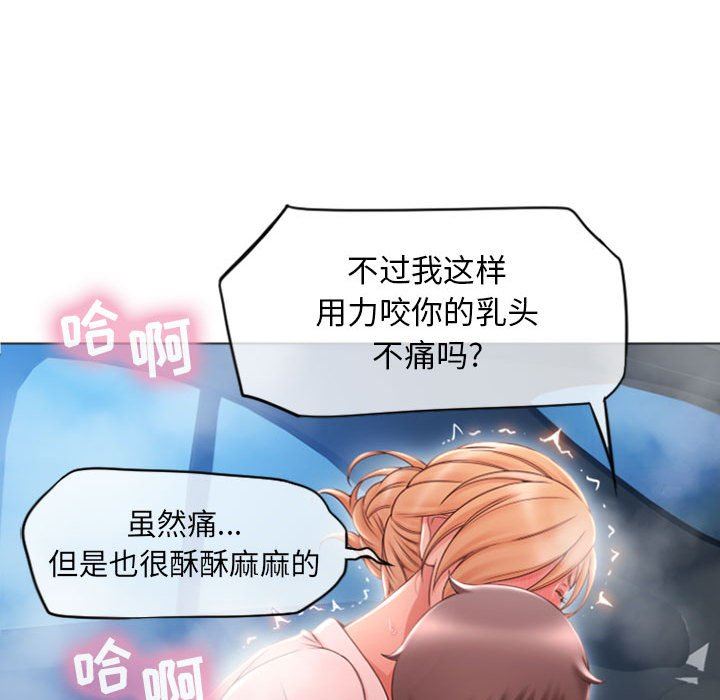 不过我这样
用力咬你的乳头
不痛吗?
哈啊
虽然痛...
但是也很酥酥麻麻的
哈啊